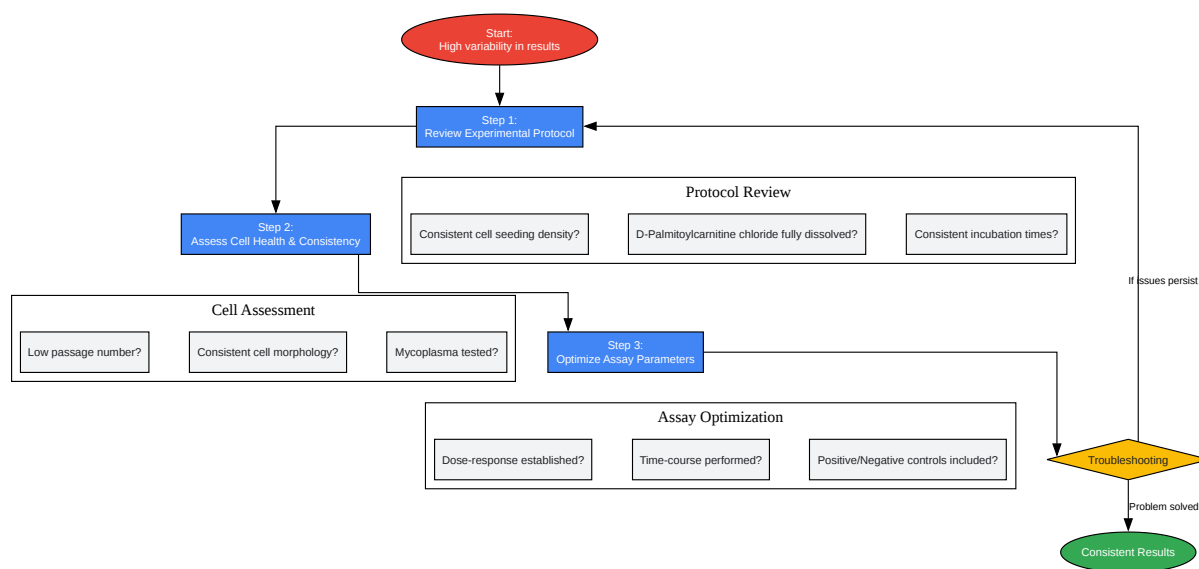 Start:
High variability in results
Step 1:
Review Experimental Protocol
Protocol Review
Consistent cell seeding density?
D-Palmitoylcarnitine chloride fully dissolved?
Consistent incubation times?
Step 2:
Assess Cell Health & Consistency
If issues persist
Cell Assessment
Low passage number?
Consistent cell morphology?
Mycoplasma tested?
Step 3:
Optimize Assay Parameters
Assay Optimization
Dose-response established?
Time-course performed?
Positive/Negative controls included?
Troubleshooting
Problem solved
Consistent Results